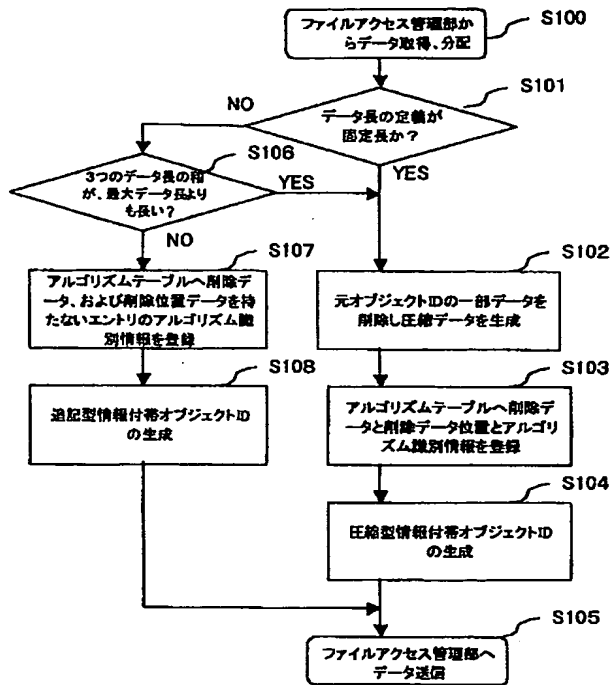 S100
ファイルアクセス管理部か
らデータ取得、分配
S101
データ長の定義が
固定長か?
NO
YES
S106
3つのデータ長の和
が、最大データ長より
も長い?
YES
NO
S107
アルゴリズムテーブルへ削除デ
ータ、および削除位置データを持
たないエントリのアルゴリズム識
別情報を登録
S102
元オブジェクトIDの一部データを
削除し圧縮データを生成
S108
追記型情報付帯オブジェクトID
の生成
S103
アルゴリズムテーブルへ削除デ
ータと削除データ位置とアルゴリ
ズム識別情報を登録
S104
圧縮型情報付帯オブジェクトID
の生成
S105
ファイルアクセス管理部へ
データ送信